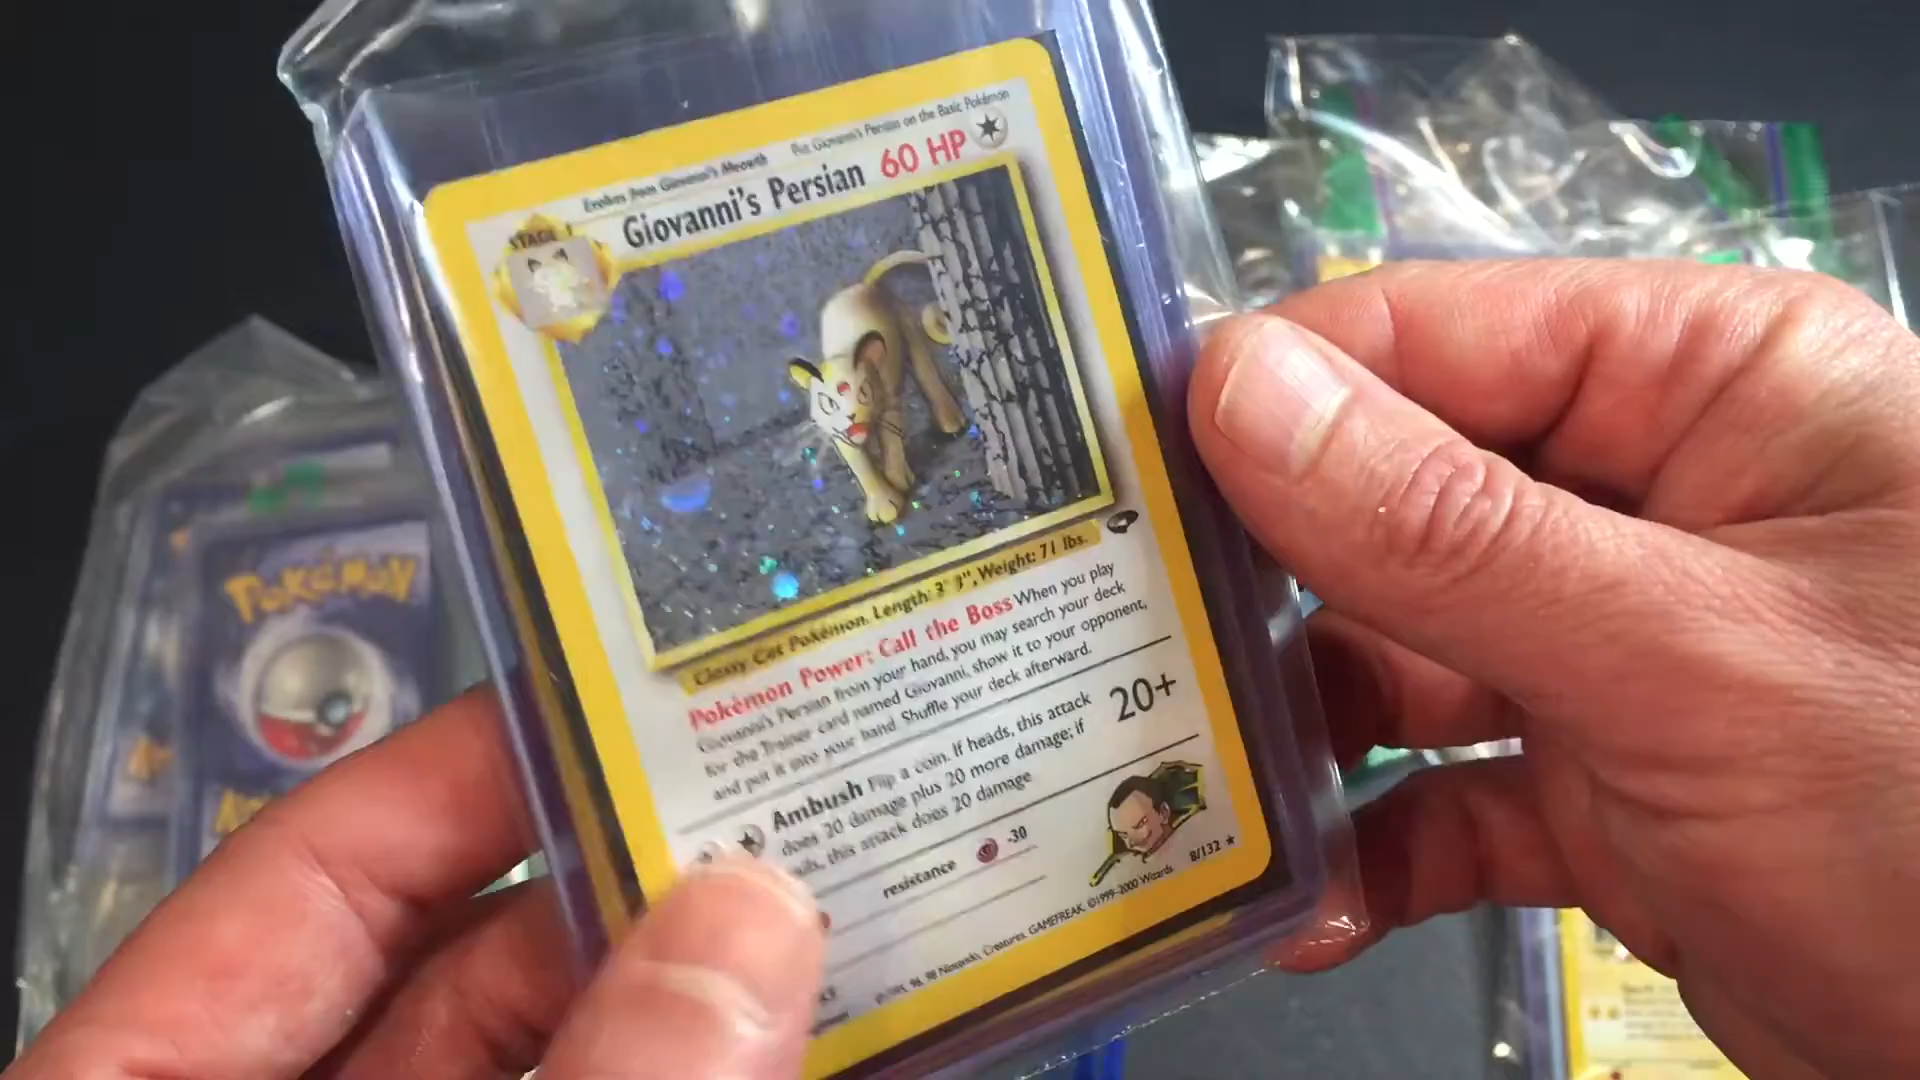 Evolves from Giovanni's Meowth Put Giovanni's Persian on the Basic Pokémon
STAGE 1 Giovanni's Persian 60 HP
Classy Cat Pokémon. Length: 3' 3", Weight: 71 lbs.
Pokémon Power: Call the Boss When you play
Giovanni's Persian from your hand, you may search your deck
for the Trainer card named Giovanni, show it to your opponent,
and put it into your hand. Shuffle your deck afterward.
Ambush Flip a coin. If heads, this attack
does 20 damage plus 20 more damage; if
tails, this attack does 20 damage.
20+
resistance -30
8/132 ★
©1995, 96, 98 Nintendo, Creatures, GAMEFREAK. ©1999-2000 Wizards.
POKéMON